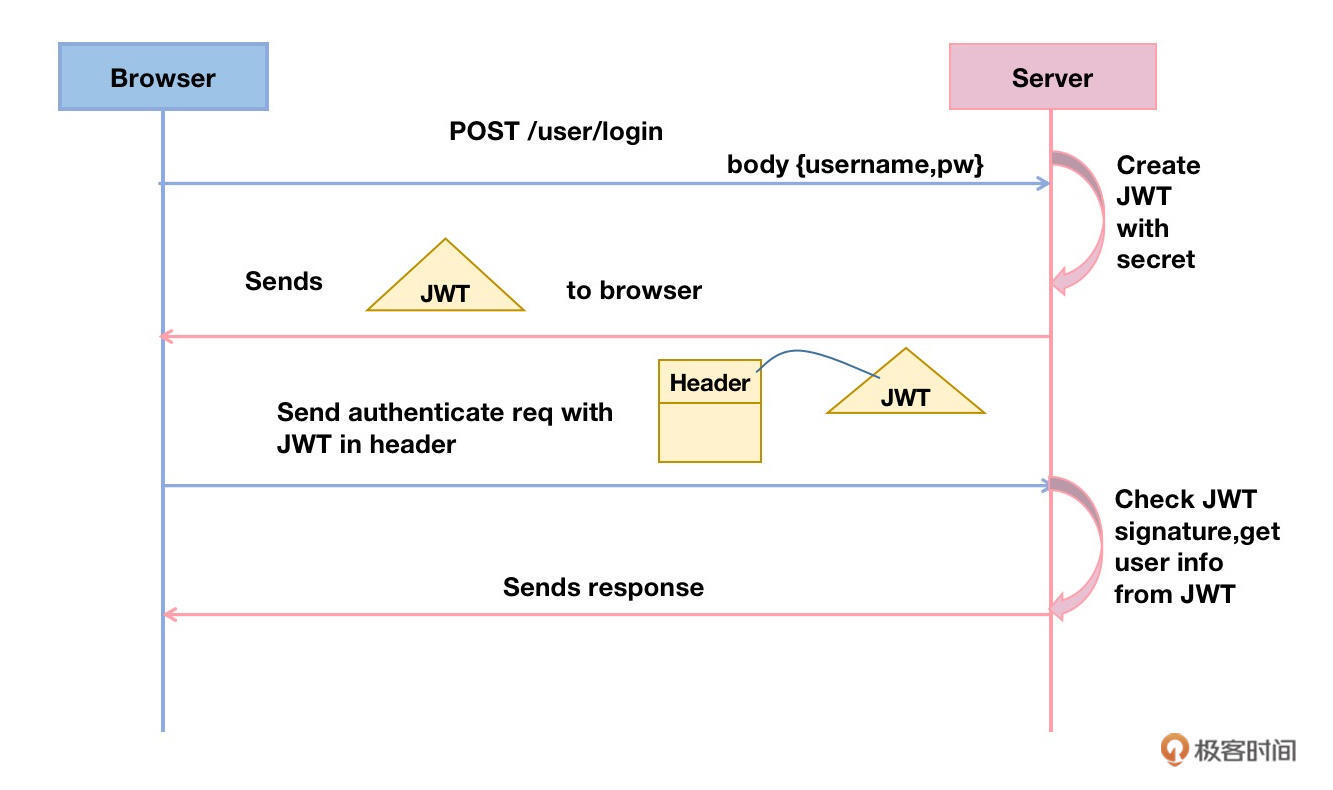 Browser
Server
POST /user/login
body {username,pw}
Create
JWT
with
secret
Sends
JWT
to browser
Header
JWT
Send authenticate req with
JWT in header
Check JWT
signature,get
user info
from JWT
Sends response
极客时间